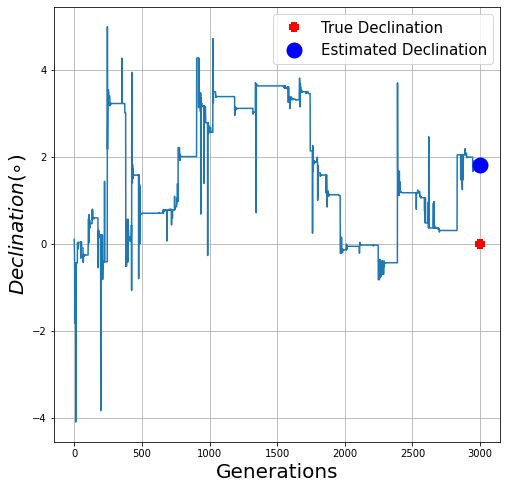 True Declination
Estimated Declination
4
2
0
−2
−4
Declination(∘)
0 500 1000 1500 2000 2500 3000
Generations